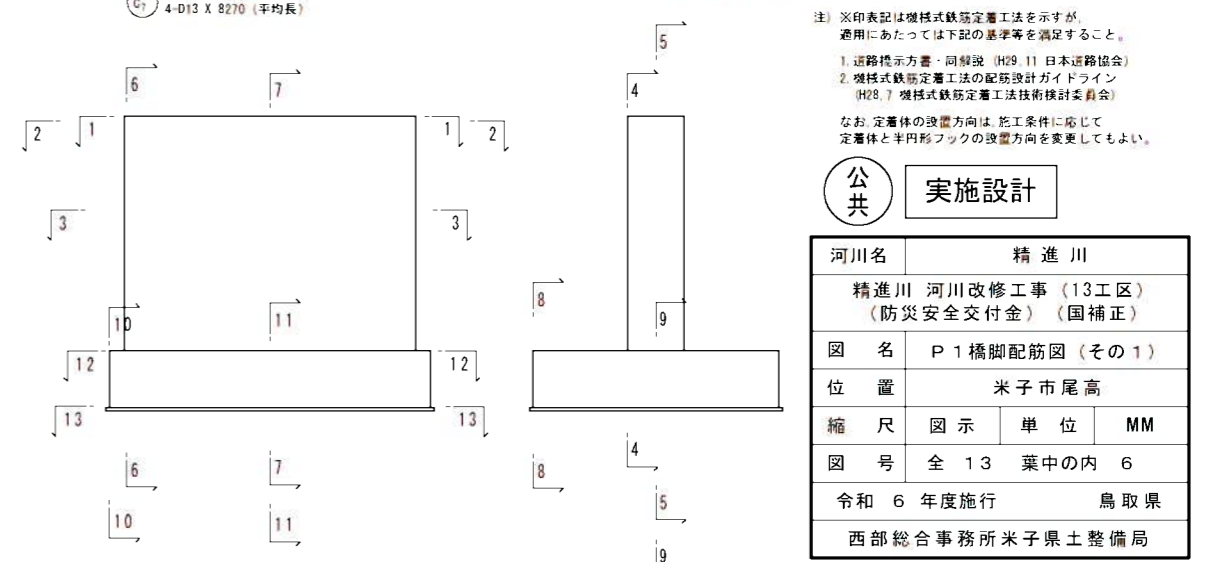 C7 4-D13 X 8270 (平均長)
6
7
2
1
1
2
3
3
10
11
12
12
13
13
6
7
10
11
5
4
8
9
4
8
5
9
注) ※印表記は機械式鉄筋定着工法を示すが、
適用にあたっては下記の基準等を満足すること。
1. 道路橋示方書・同解説 (H29.11 日本道路協会)
2. 機械式鉄筋定着工法の配筋設計ガイドライン
(H28.7 機械式鉄筋定着工法技術検討委員会)
なお、定着体の設置方向は、施工条件に応じて
定着体と半円形フックの設置方向を変更してもよい。
公共
実施設計
河川名 精進川
精進川 河川改修工事 (13工区)
(防災安全交付金) (国補正)
図名 P1橋脚配筋図 (その1)
位置 米子市尾高
縮尺 図示 単位 MM
図号 全 13 葉中の内 6
令和 6 年度施行 鳥取県
西部総合事務所米子県土整備局